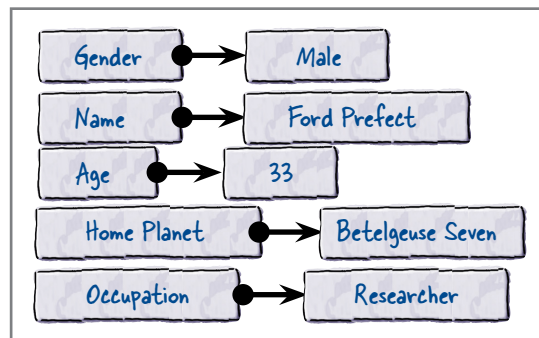 Gender Male
Name Ford Prefect
Age 33
Home Planet Betelgeuse Seven
Occupation Researcher